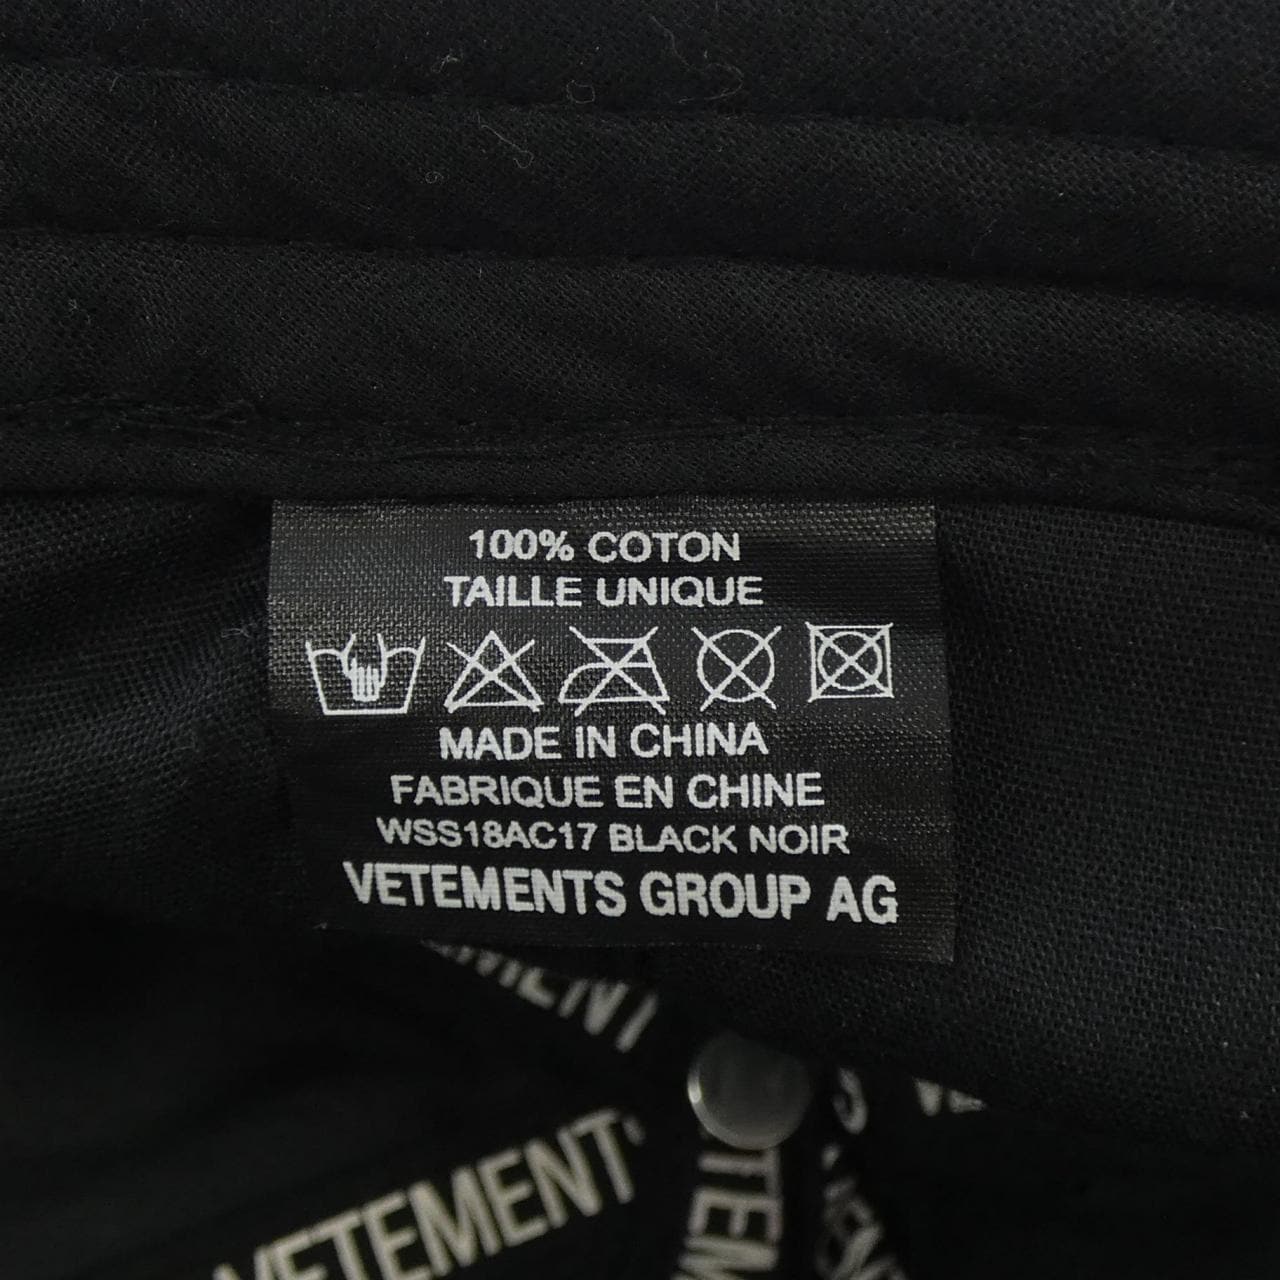 100% COTON
TAILLE UNIQUE
MADE IN CHINA
FABRIQUE EN CHINE
WSS18AC17 BLACK NOIR
VETEMENTS GROUP AG
VETEMENT